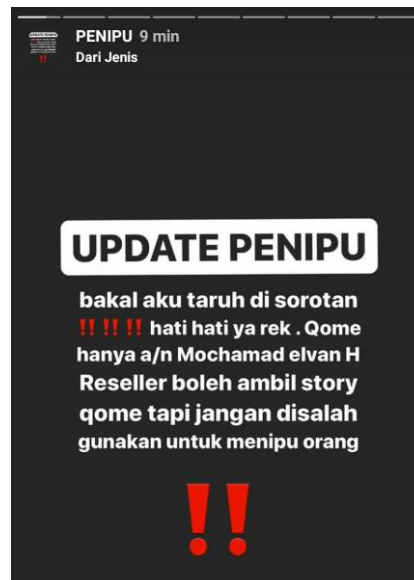 PENIPU 9 min
Dari Jenis
UPDATE PENIPU
bakal aku taruh di sorotan
‼️ ‼️ ‼️ hati hati ya rek . Qome
hanya a/n Mochamad elvan H
Reseller boleh ambil story
qome tapi jangan disalah
gunakan untuk menipu orang
‼️